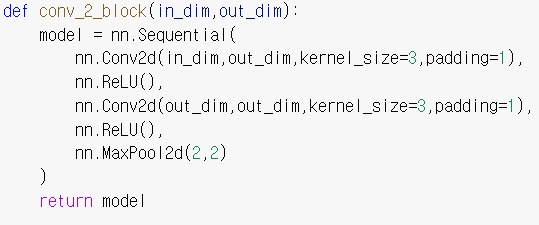 def conv_2_block(in_dim,out_dim):
    model = nn.Sequential(
        nn.Conv2d(in_dim,out_dim,kernel_size=3,padding=1),
        nn.ReLU(),
        nn.Conv2d(out_dim,out_dim,kernel_size=3,padding=1),
        nn.ReLU(),
        nn.MaxPool2d(2,2)
    )
    return model